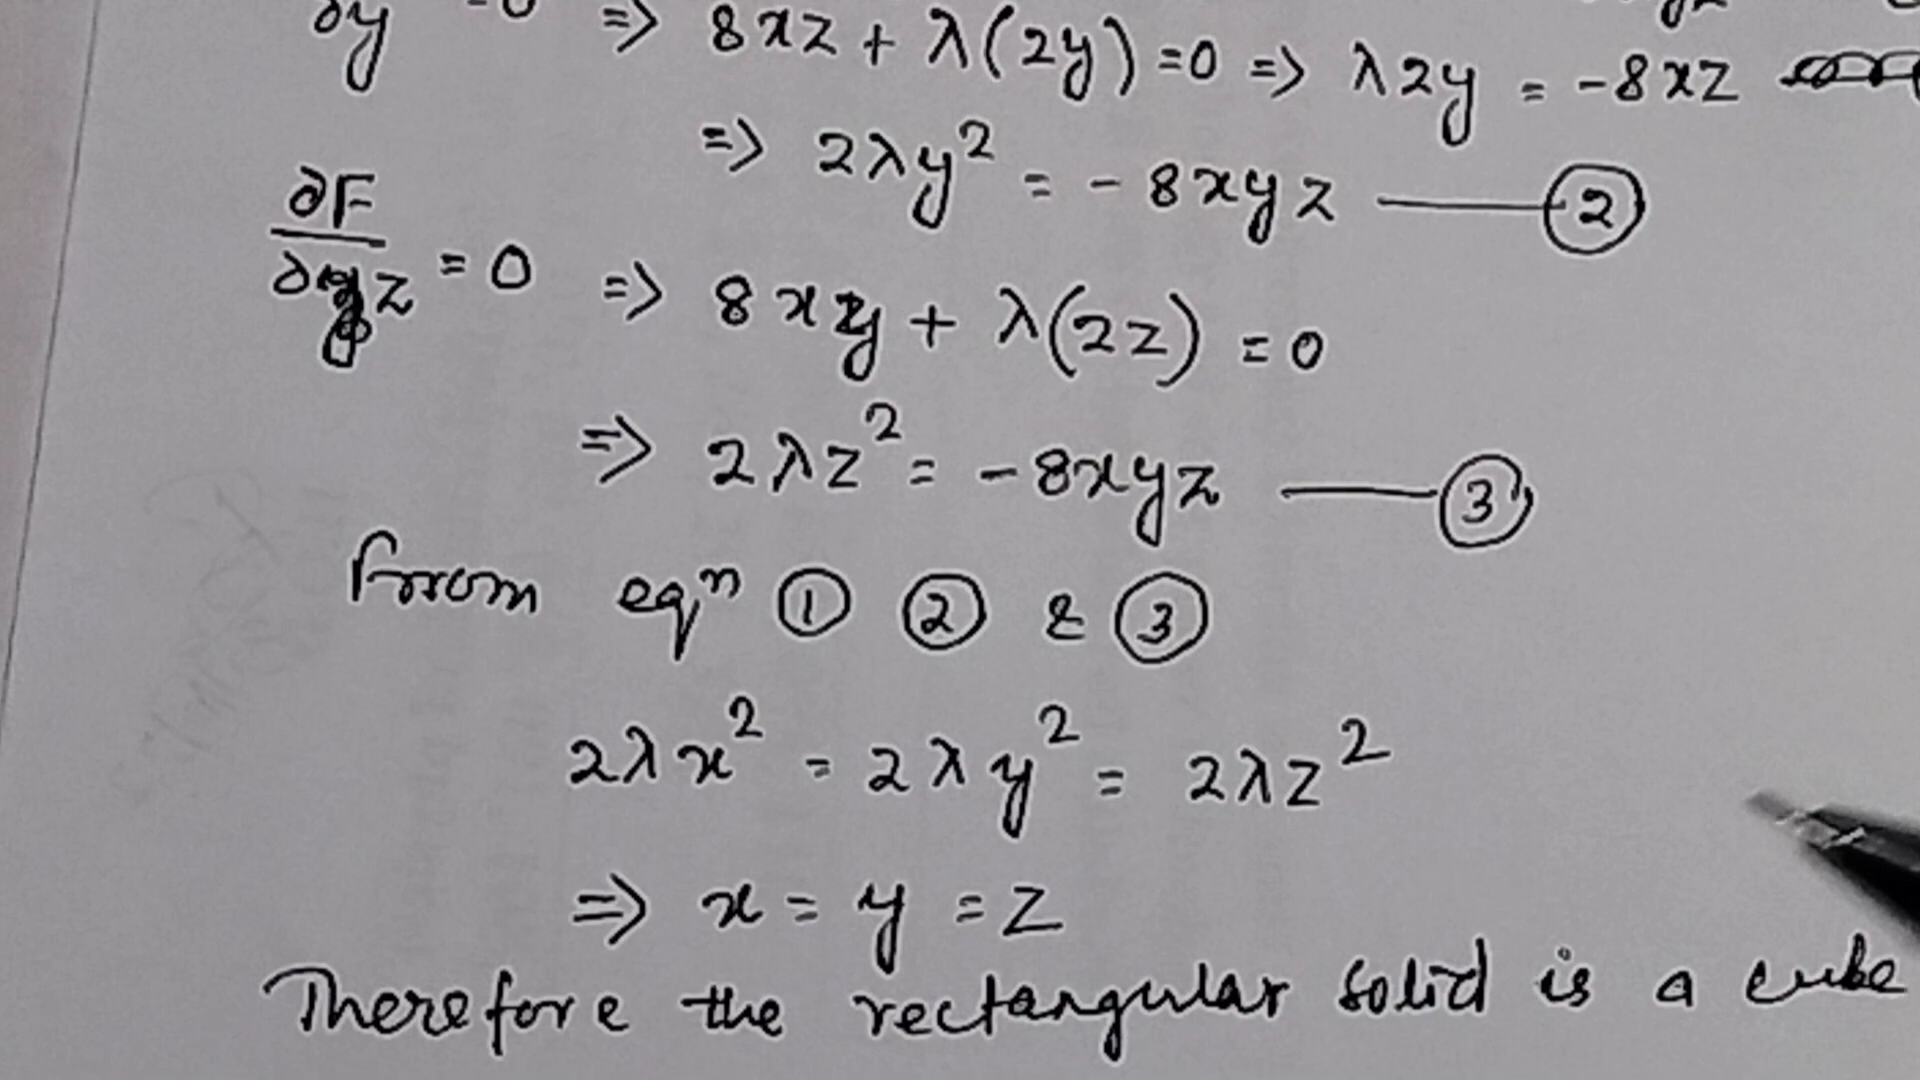 ∂y =0 => 8xz + λ(2y) =0 => λ2y = -8xz
=> 2λy² = -8xyz — ②
∂F/∂z = 0 => 8xy + λ(2z) = 0
=> 2λz² = -8xyz — ③
From eqⁿ ① ② & ③
2λx² = 2λy² = 2λz²
=> x = y = z
Therefore the rectangular solid is a cube